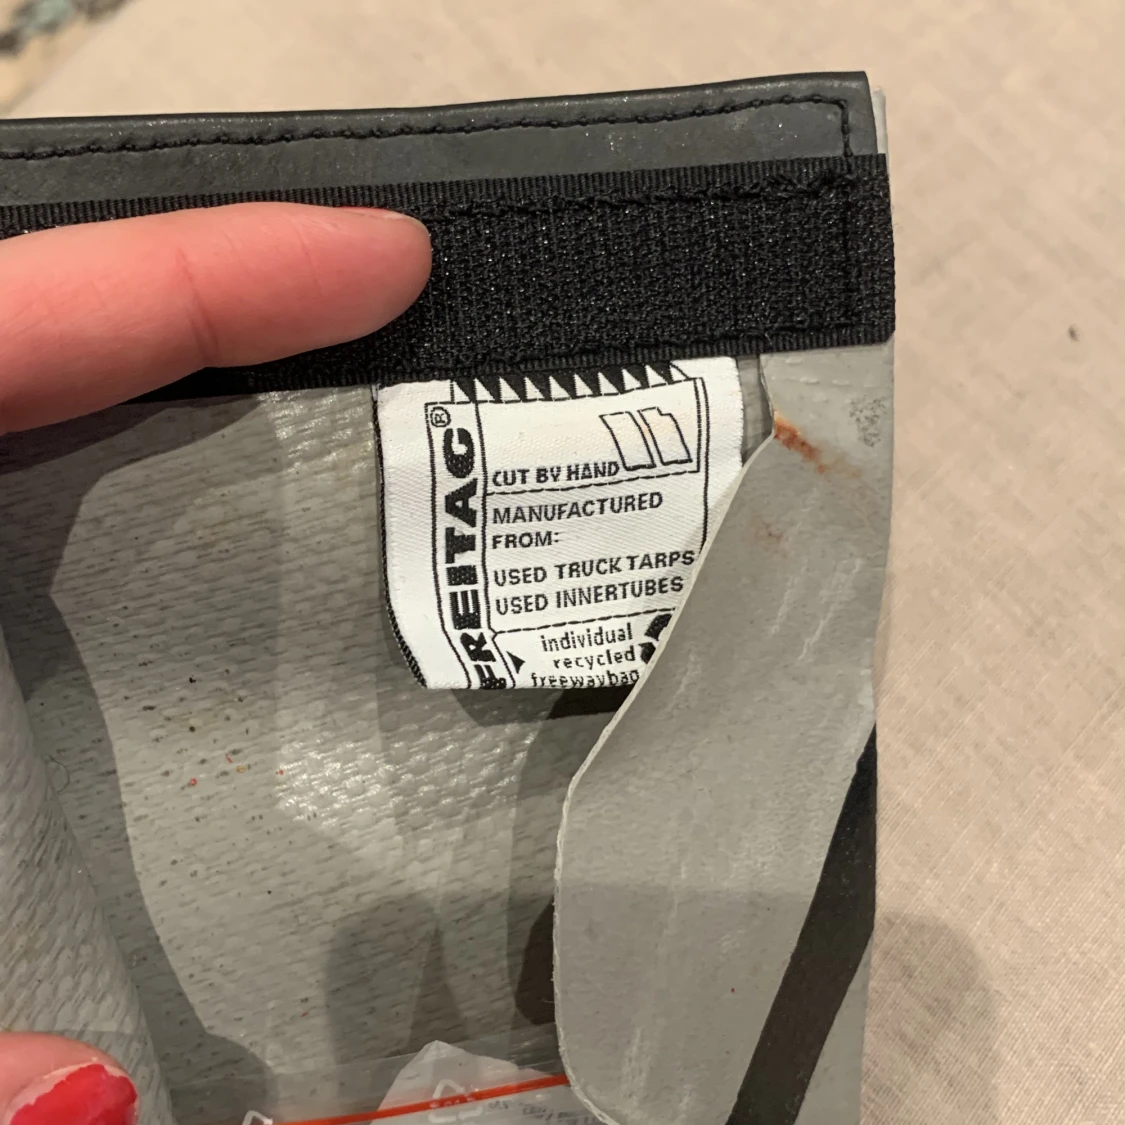 FREITAG®
CUT BY HAND
MANUFACTURED
FROM:
USED TRUCK TARPS
USED INNERTUBES
individual
recycled
freewaybag